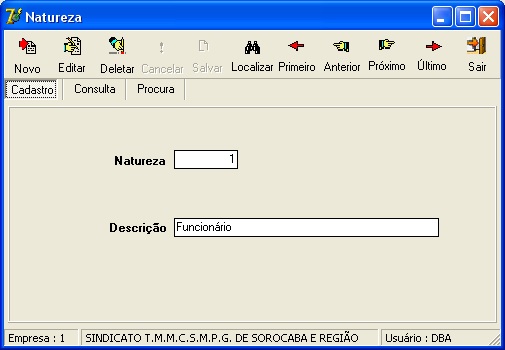 Natureza
Novo Editar Deletar Cancelar Salvar Localizar Primeiro Anterior Próximo Último Sair
Cadastro Consulta Procura
Natureza 1
Descrição Funcionário
Empresa : 1 SINDICATO T.M.M.C.S.M.P.G. DE SOROCABA E REGIÃO Usuário : DBA